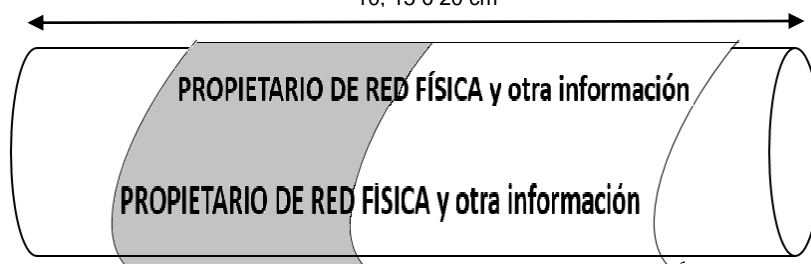 10, 15 o 20 cm
PROPIETARIO DE RED FÍSICA y otra información
PROPIETARIO DE RED FÍSICA y otra información